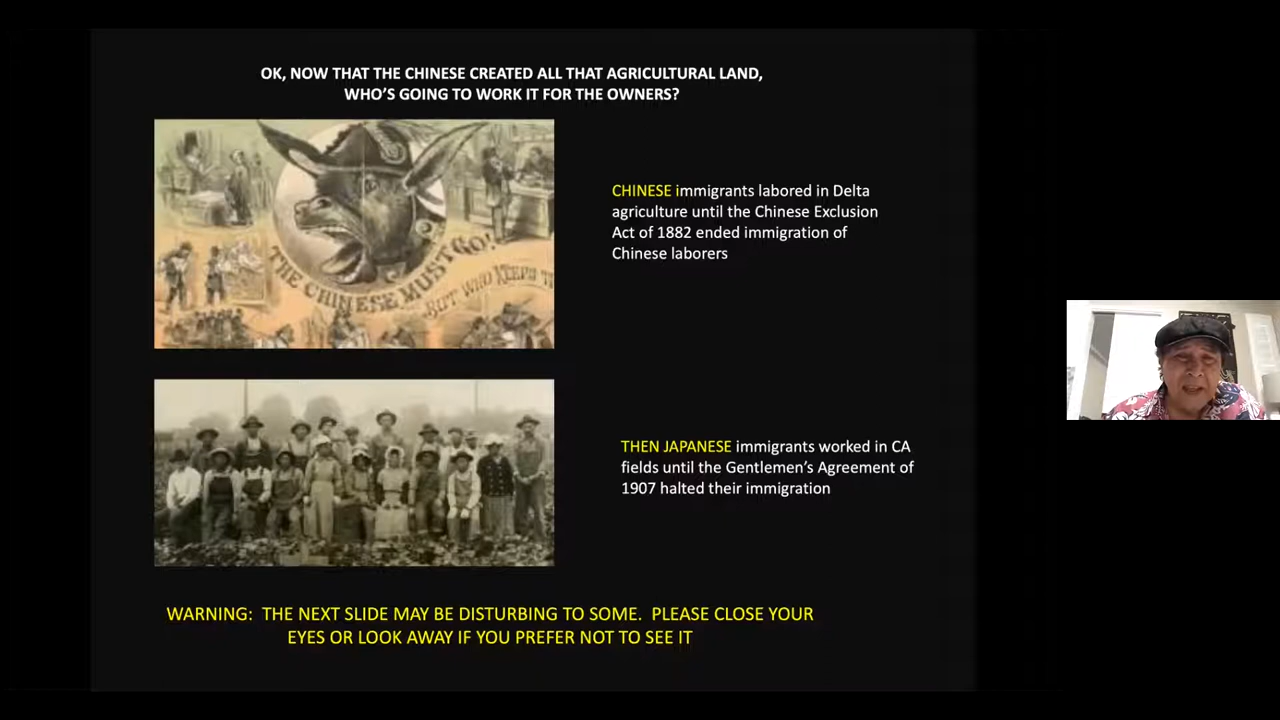 OK, NOW THAT THE CHINESE CREATED ALL THAT AGRICULTURAL LAND,
WHO'S GOING TO WORK IT FOR THE OWNERS?
THE CHINESE MUST GO!
BUT WHO KEEPS
CHINESE immigrants labored in Delta
agriculture until the Chinese Exclusion
Act of 1882 ended immigration of
Chinese laborers
THEN JAPANESE immigrants worked in CA
fields until the Gentlemen's Agreement of
1907 halted their immigration
WARNING: THE NEXT SLIDE MAY BE DISTURBING TO SOME. PLEASE CLOSE YOUR
EYES OR LOOK AWAY IF YOU PREFER NOT TO SEE IT